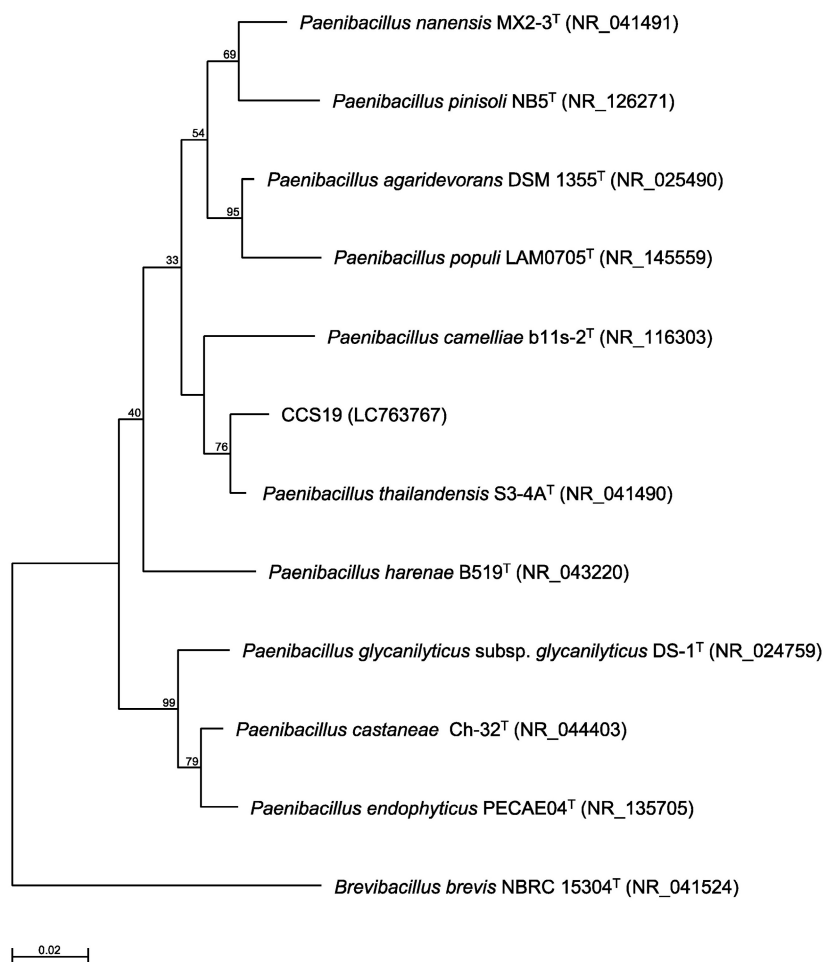 Paenibacillus nanensis MX2-3ᵀ (NR_041491)
69
Paenibacillus pinisoli NB5ᵀ (NR_126271)
54
Paenibacillus agaridevorans DSM 1355ᵀ (NR_025490)
95
Paenibacillus populi LAM0705ᵀ (NR_145559)
33
Paenibacillus camelliae b11s-2ᵀ (NR_116303)
40
CCS19 (LC763767)
76
Paenibacillus thailandensis S3-4Aᵀ (NR_041490)
Paenibacillus harenae B519ᵀ (NR_043220)
Paenibacillus glycanilyticus subsp. glycanilyticus DS-1ᵀ (NR_024759)
99
Paenibacillus castaneae Ch-32ᵀ (NR_044403)
79
Paenibacillus endophyticus PECAE04ᵀ (NR_135705)
Brevibacillus brevis NBRC 15304ᵀ (NR_041524)
0.02